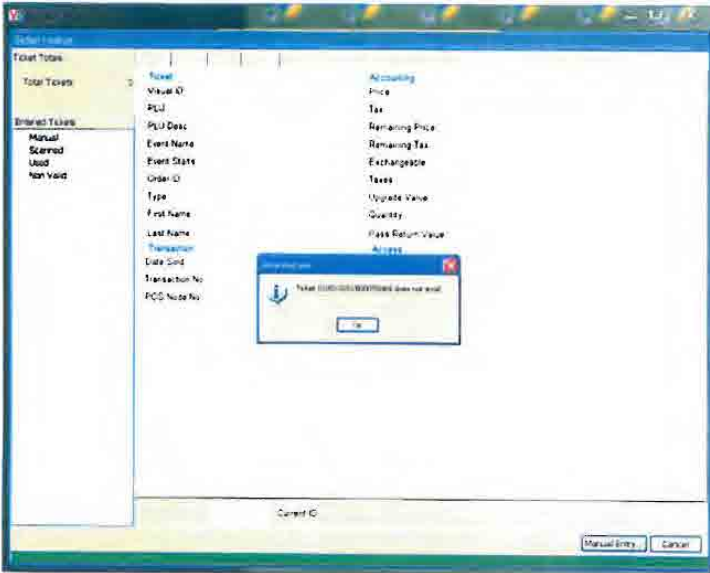 Ticket Lookup
Ticket Totals
Total Tickets
Entered Tickets
Manual
Scanned
Used
Non Valid
Ticket
Visual ID
PLU
PLU Desc
Event Name
Event Starts
Order ID
Type
First Name
Last Name
Transaction
Date Sold
Transaction No
POS Node No
Accounting
Price
Tax
Remaining Price
Remaining Tax
Exchangeable
Taxes
Upgrade Value
Quantity
Pass Return Value
Access
Ticket does not exist
Current ID
Manual Entry
Cancel